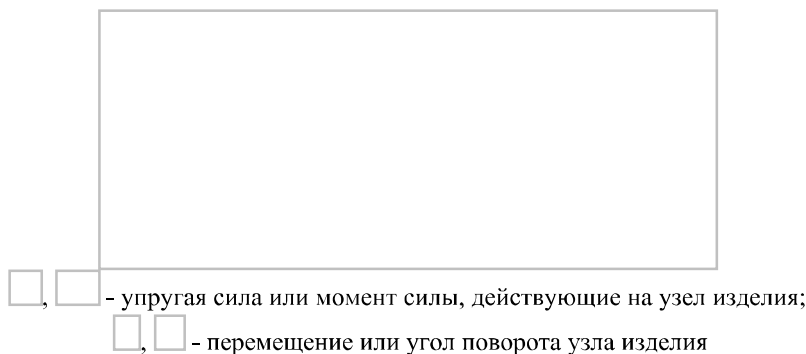 , - упругая сила или момент силы, действующие на узел изделия;
, - перемещение или угол поворота узла изделия